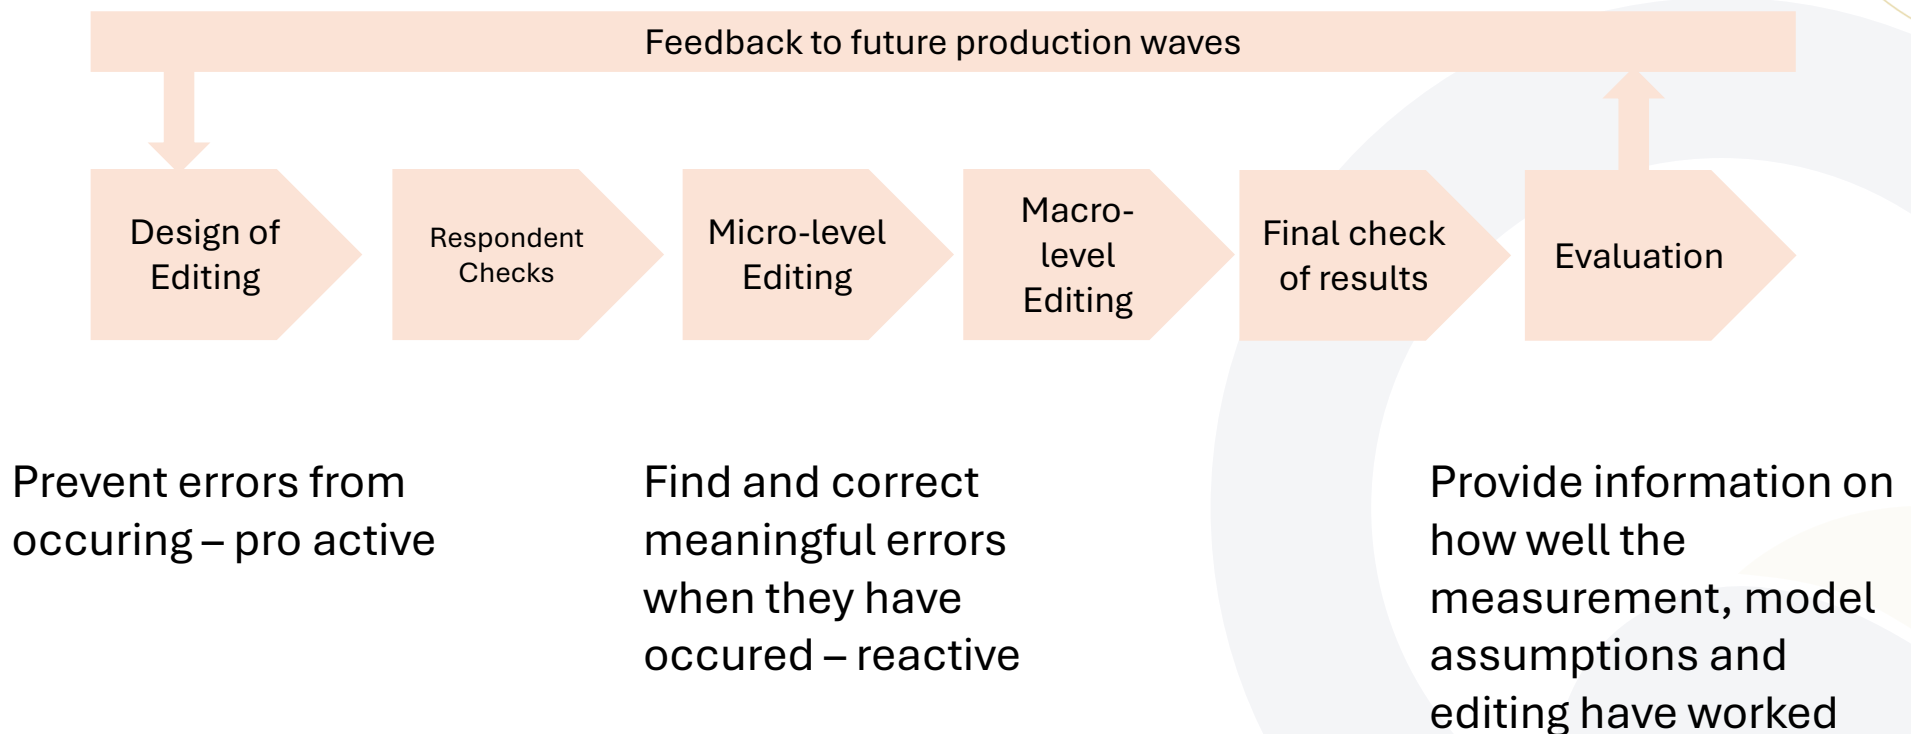 Feedback to future production waves
Design of
Editing
Respondent
Checks
Micro-level
Editing
Macro-
level
Editing
Final check
of results
Evaluation
Prevent errors from
occuring – pro active
Find and correct
meaningful errors
when they have
occured – reactive
Provide information on
how well the
measurement, model
assumptions and
editing have worked